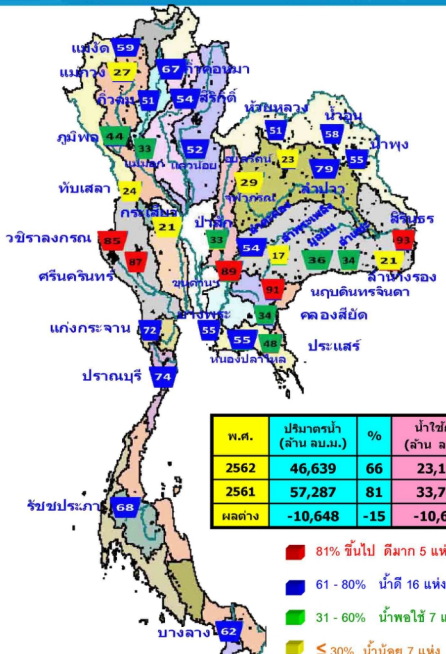 แม่งัด 59
แม่กวง 27
67 กิ่วคอหมา
กิ่วลม 51
54 สิริกิติ์
ภูมิพล 44
33
แม่มอก
52
แควน้อย
ห้วยหลวง
51
น้ำอูน
58
น้ำพุง
55
อุบลรัตน์
23
79
ลำปาว
29
จุฬาภรณ์
ทับเสลา
24
กระเสียว
21
ป่าสัก
33
วชิราลงกรณ
85
ศรีนครินทร์
87
ขุนด่านฯ
89
54
17
36
34
สิรินธร
93
21
ลำนางรอง
91
นฤบดินทรจินดา
34
คลองสียัด
แก่งกระจาน
72
บางพระ
55
55
หนองปลาไหล
48
ประแสร์
74
ปราณบุรี
รัชชประภา
68
บางลาง 62
พ.ศ. ปริมาตรน้ำ (ล้าน ลบ.ม.) %
2562 46,639 66 23,1
2561 57,287 81 33,7
ผลต่าง -10,648 -15 -10,6
81% ขึ้นไป ดีมาก 5
61 - 80% น้ำดี 16 แห่ง
31 - 60% น้ำพอใช้ 7
≤ 30% น้ำน้อย 7 แห่ง